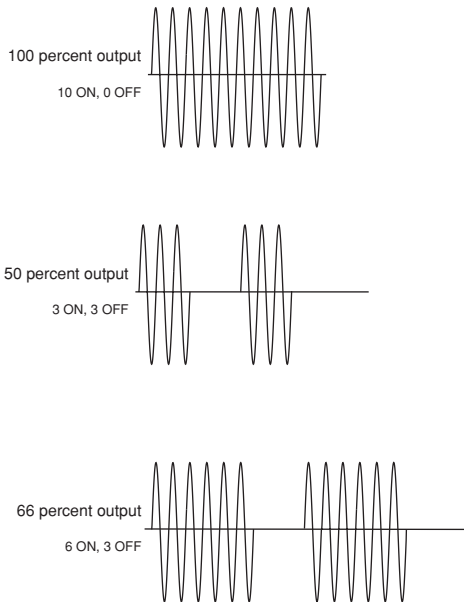 100 percent output
10 ON, 0 OFF
50 percent output
3 ON, 3 OFF
66 percent output
6 ON, 3 OFF